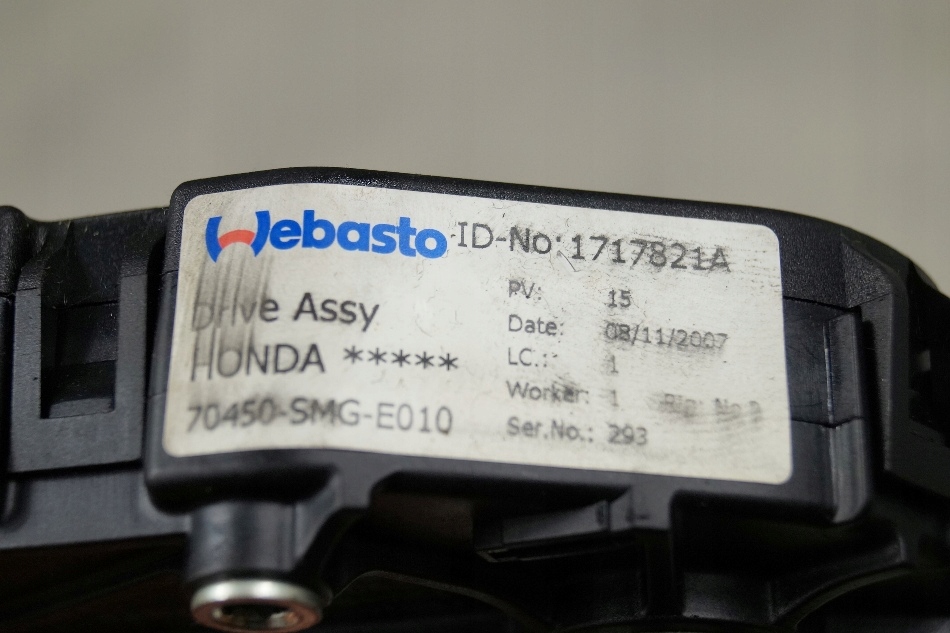 Webasto ID-No:1717821A
Drive Assy
HONDA *****
70450-SMG-E010
PV: 15
Date: 08/11/2007
LC.: 1
Worker: 1
Ser.No.: 293